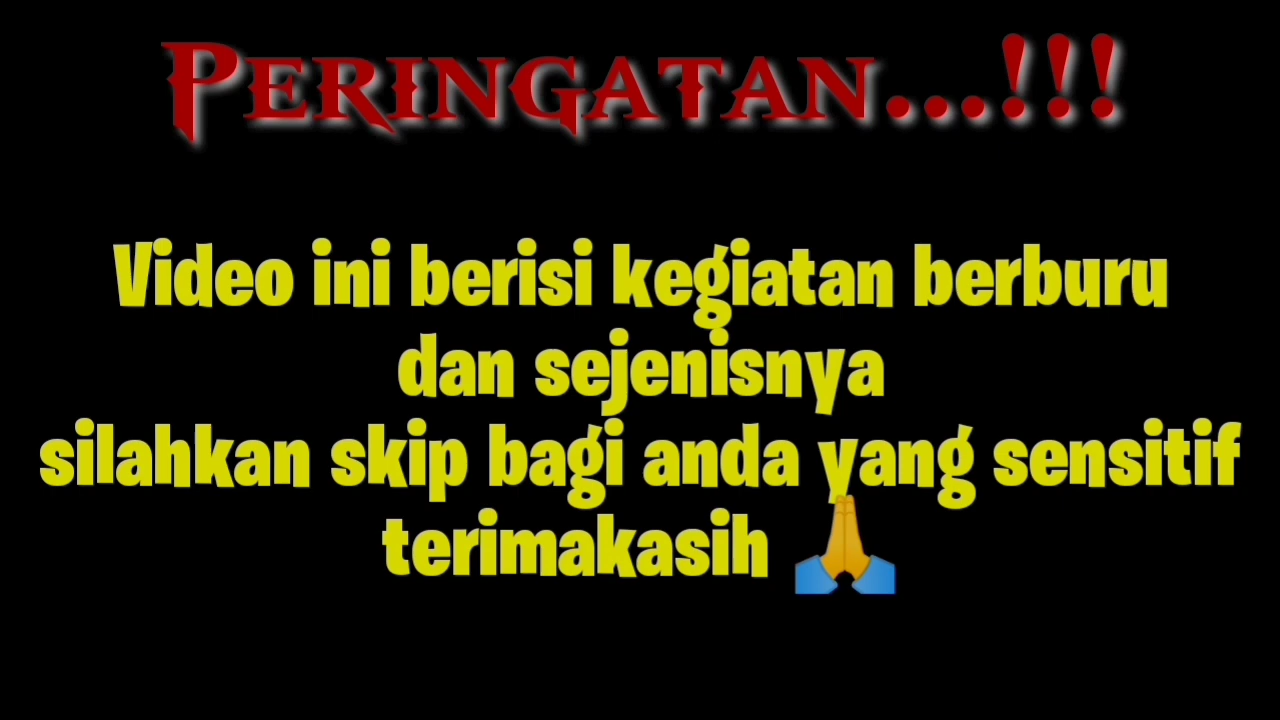 Peringatan...!!!
Video ini berisi kegiatan berburu
dan sejenisnya
silahkan skip bagi anda yang sensitif
terimakasih 🙏